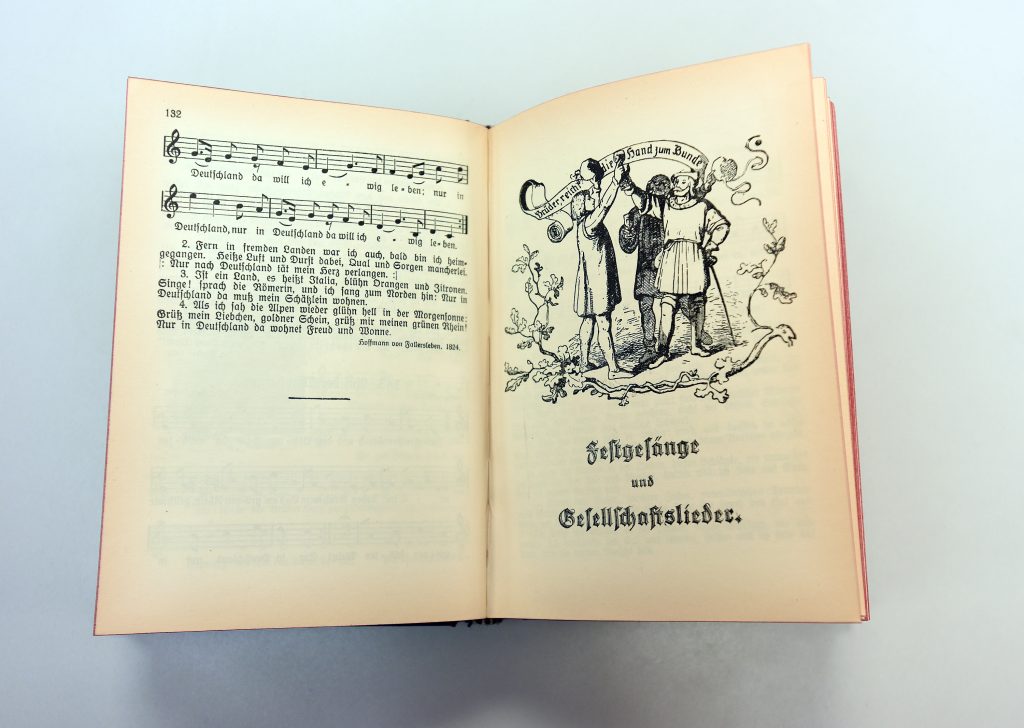 132
Deutschland da will ich e - wig le-ben; nur in
Deutschland, nur in Deutschland da will ich e - wig leben.
2. Fern in fremden Landen war ich auch, bald bin ich heim-
gegangen. Heiße Luft und Durst dabei, Qual und Sorgen mancherlei.
|: Nur nach Deutschland tät mein Herz verlangen. :|
3. Ist ein Land, es heißt Italia, blühn Orangen und Zitronen.
Singe! sprach die Römerin, und ich sang zum Norden hin: Nur in
Deutschland da muß mein Schätzlein wohnen.
4. Als ich sah die Alpen wieder glühn hell in der Morgensonne:
Grüß mein Liebchen, goldner Schein, grüß mir meinen grünen Rhein!
Nur in Deutschland da wohnet Freud und Wonne.
Hoffmann von Fallersleben. 1824.
Brüder, reicht die Hand zum Bunde
Festgesänge
und
Gesellschaftslieder.